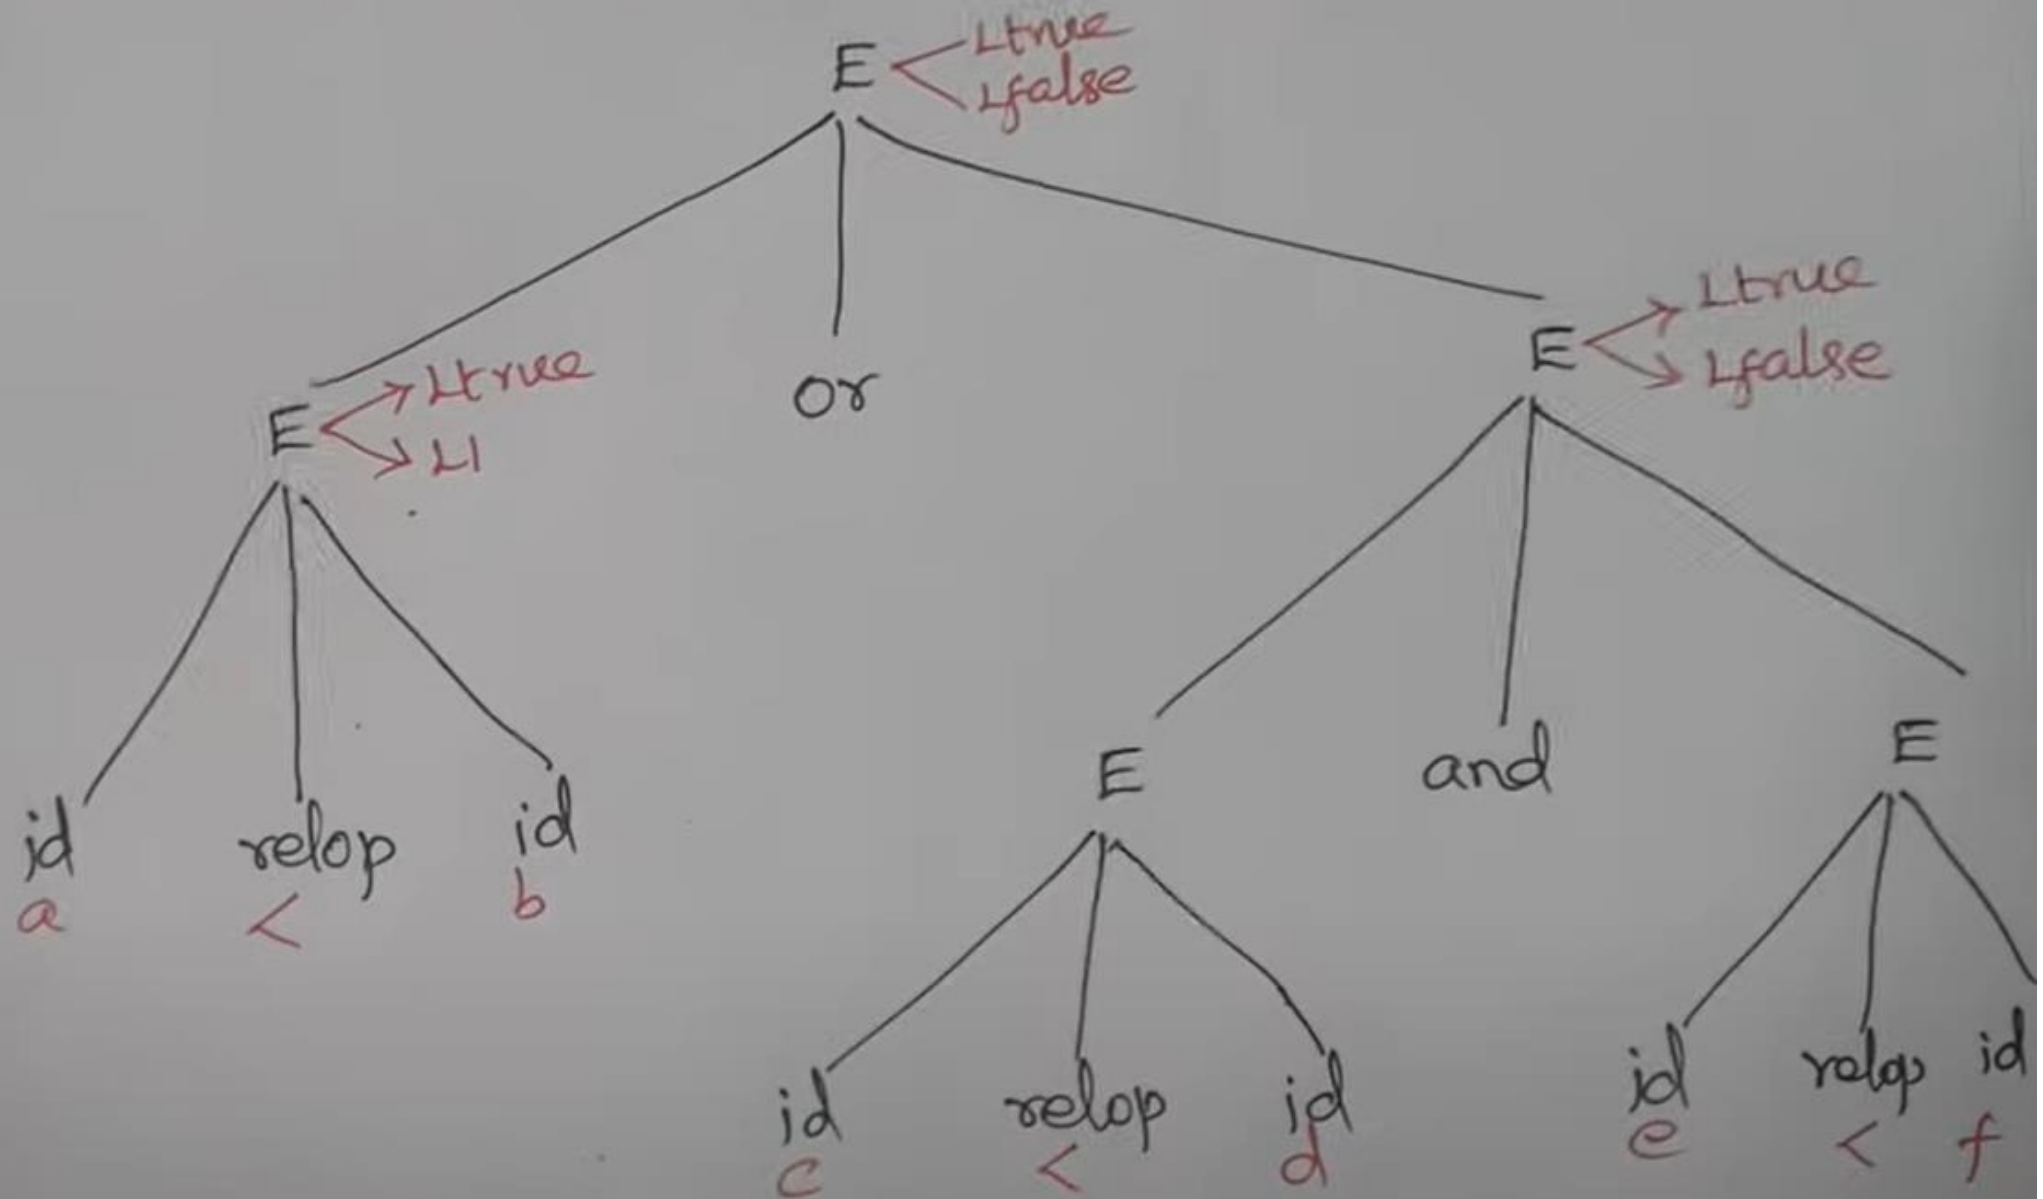 E Ltrue
Lfalse
E Ltrue
L1
or
E Ltrue
Lfalse
id relop id
a < b
E and E
id relop id
c < d
id relop id
e < f